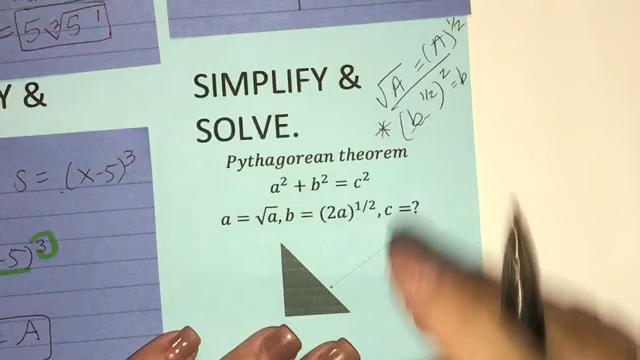 = 5∛5¹
Y &
S = (x-5)³
-5)³
= A
SIMPLIFY &
SOLVE.
Pythagorean theorem
a² + b² = c²
a = √a, b = (2a)^1/2, c =?
√A = (A)^1/2
* (b^1/2)² = b